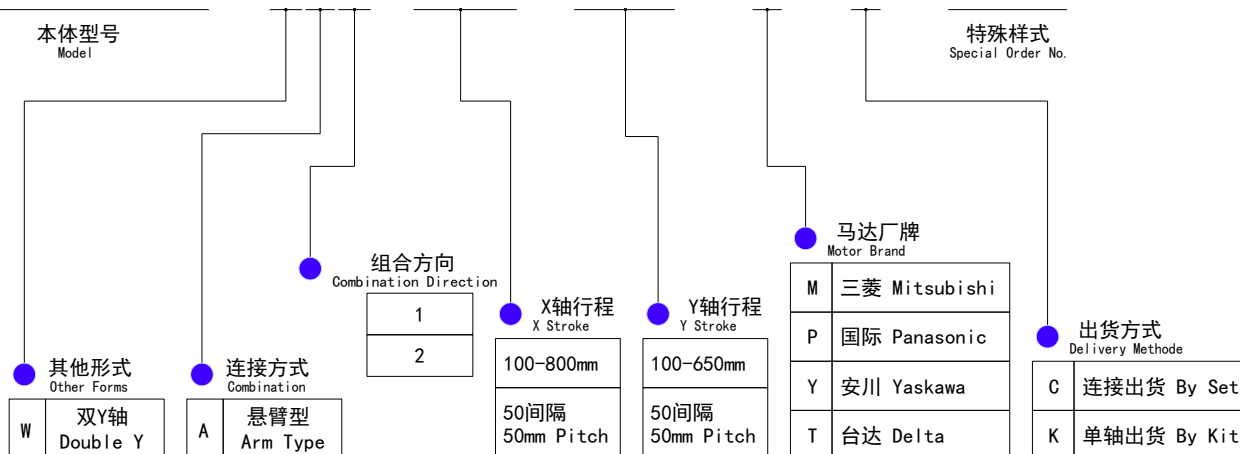 本体型号
Model
特殊样式
Special Order No.
马达厂牌
Motor Brand
M 三菱 Mitsubishi
P 国际 Panasonic
Y 安川 Yaskawa
T 台达 Delta
组合方向
Combination Direction
1
2
X轴行程
X Stroke
100-800mm
50间隔
50mm Pitch
Y轴行程
Y Stroke
100-650mm
50间隔
50mm Pitch
出货方式
Delivery Methode
C 连接出货 By Set
K 单轴出货 By Kit
其他形式
Other Forms
W 双Y轴
Double Y
连接方式
Combination
A 悬臂型
Arm Type